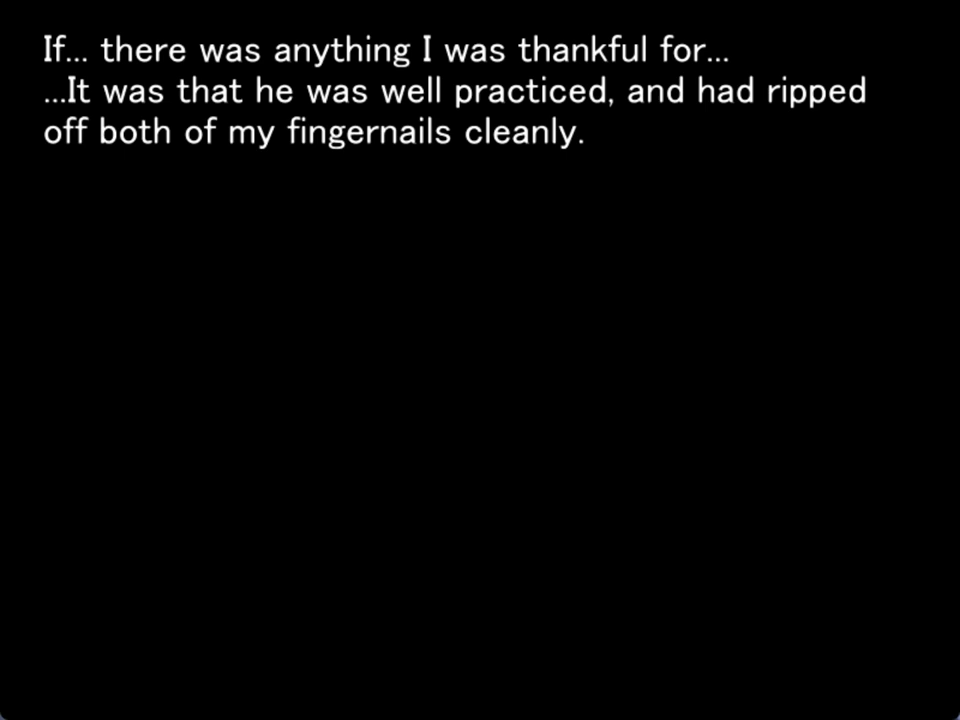 If... there was anything I was thankful for...
...It was that he was well practiced, and had ripped
off both of my fingernails cleanly.